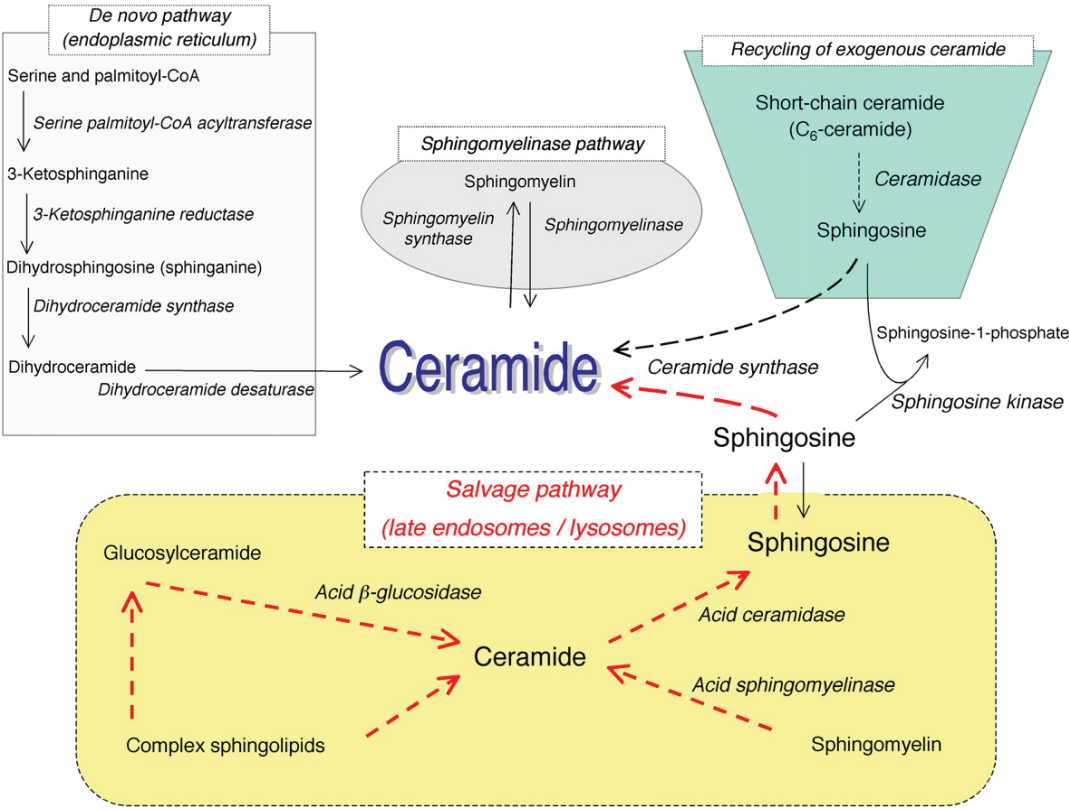 De novo pathway
(endoplasmic reticulum)
Serine and palmitoyl-CoA
Serine palmitoyl-CoA acyltransferase
3-Ketosphinganine
3-Ketosphinganine reductase
Dihydrosphingosine (sphinganine)
Dihydroceramide synthase
Dihydroceramide
Dihydroceramide desaturase
Sphingomyelinase pathway
Sphingomyelin
Sphingomyelin
synthase
Sphingomyelinase
Ceramide
Recycling of exogenous ceramide
Short-chain ceramide
(C6-ceramide)
Ceramidase
Sphingosine
Sphingosine-1-phosphate
Ceramide synthase
Sphingosine kinase
Sphingosine
Salvage pathway
(late endosomes / lysosomes)
Sphingosine
Glucosylceramide
Acid β-glucosidase
Acid ceramidase
Ceramide
Acid sphingomyelinase
Complex sphingolipids
Sphingomyelin